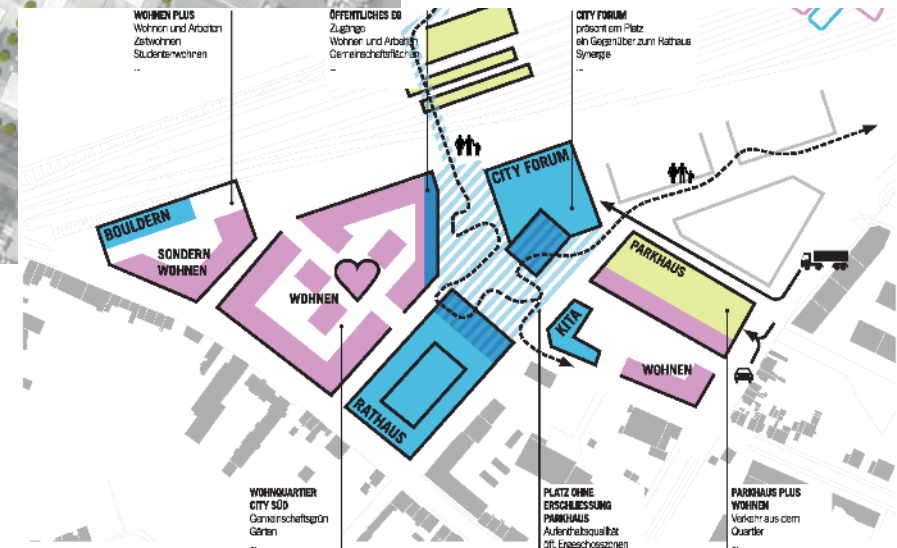 WOHNEN PLUS
Wohnen und Arbeiten
Zeitwohnen
Studentenwohnen
...
ÖFFENTLICHES EG
Zugänge
Wohnen und Arbeiten
Gemeinschaftsflächen
...
CITY FORUM
präsent am Platz
ein Gegenüber zum Rathaus
Synergie
...
CITY FORUM
BOULDERN
SONDERN
WOHNEN
WOHNEN
PARKHAUS
KITA
WOHNEN
RATHAUS
WOHNQUARTIER
CITY SÜD
Gemeinschaftsgrün
Gärten
PLATZ OHNE
ERSCHLIESSUNG
PARKHAUS
Aufenthaltsqualität
öff. Erdgeschosszonen
PARKHAUS PLUS
WOHNEN
Verkehr aus dem
Quartier